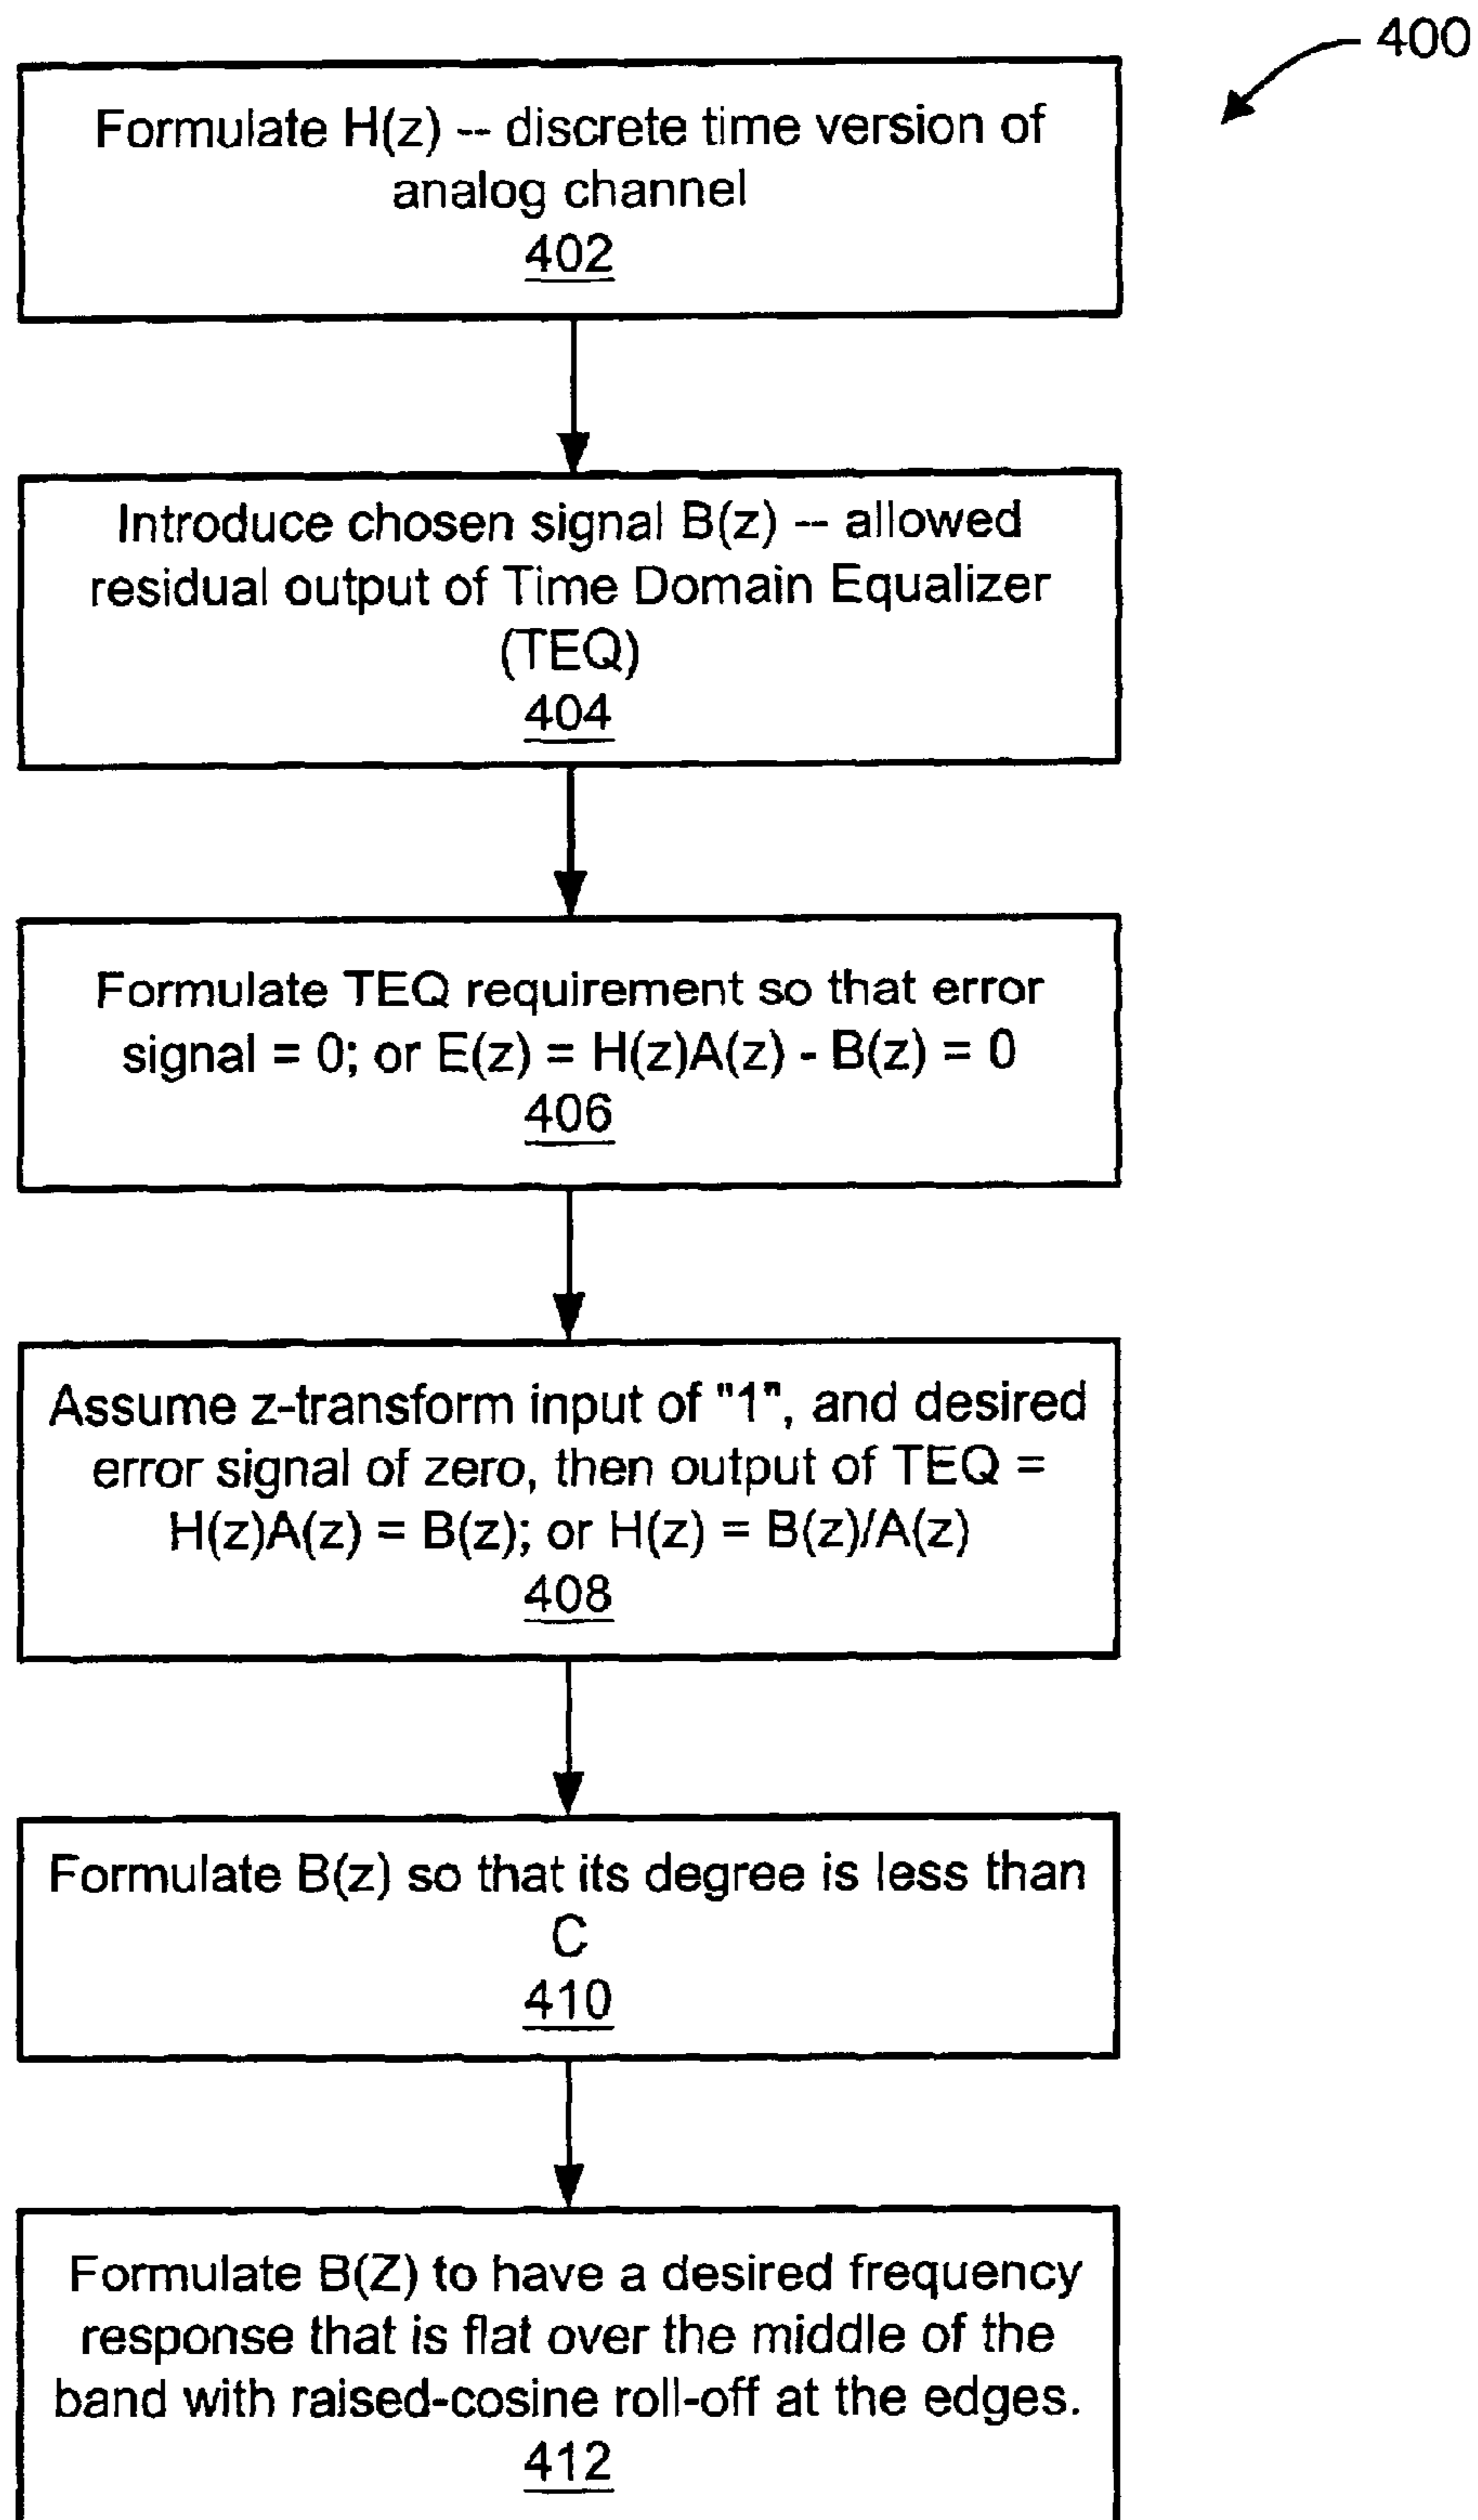 400
Formulate H(z) -- discrete time version of
analog channel
402
Introduce chosen signal B(z) -- allowed
residual output of Time Domain Equalizer
(TEQ)
404
Formulate TEQ requirement so that error
signal = 0; or E(z) = H(z)A(z) - B(z) = 0
406
Assume z-transform input of "1", and desired
error signal of zero, then output of TEQ =
H(z)A(z) = B(z); or H(z) = B(z)/A(z)
408
Formulate B(z) so that its degree is less than
C
410
Formulate B(Z) to have a desired frequency
response that is flat over the middle of the
band with raised-cosine roll-off at the edges.
412